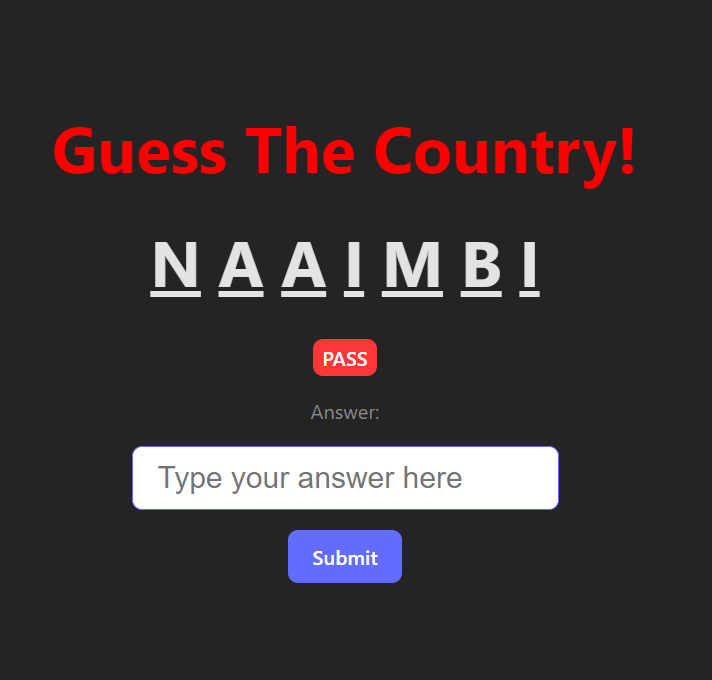 Guess The Country!
N A A I M B I
PASS
Answer:
Type your answer here
Submit